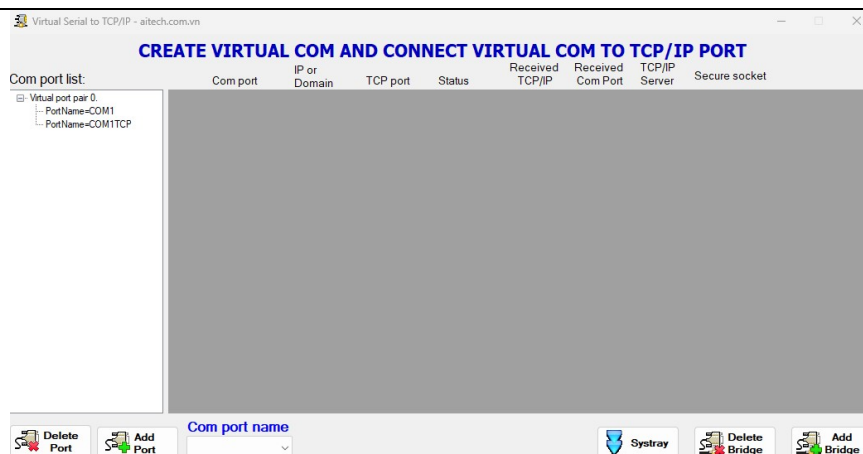 Virtual Serial to TCP/IP - aitech.com.vn
CREATE VIRTUAL COM AND CONNECT VIRTUAL COM TO TCP/IP PORT
Com port list:
Com port
IP or
Domain
TCP port
Status
Received
TCP/IP
Received
Com Port
TCP/IP
Server
Secure socket
Virtual port pair 0.
PortName=COM1
PortName=COM1TCP
Delete
Port
Add
Port
Com port name
Systray
Delete
Bridge
Add
Bridge